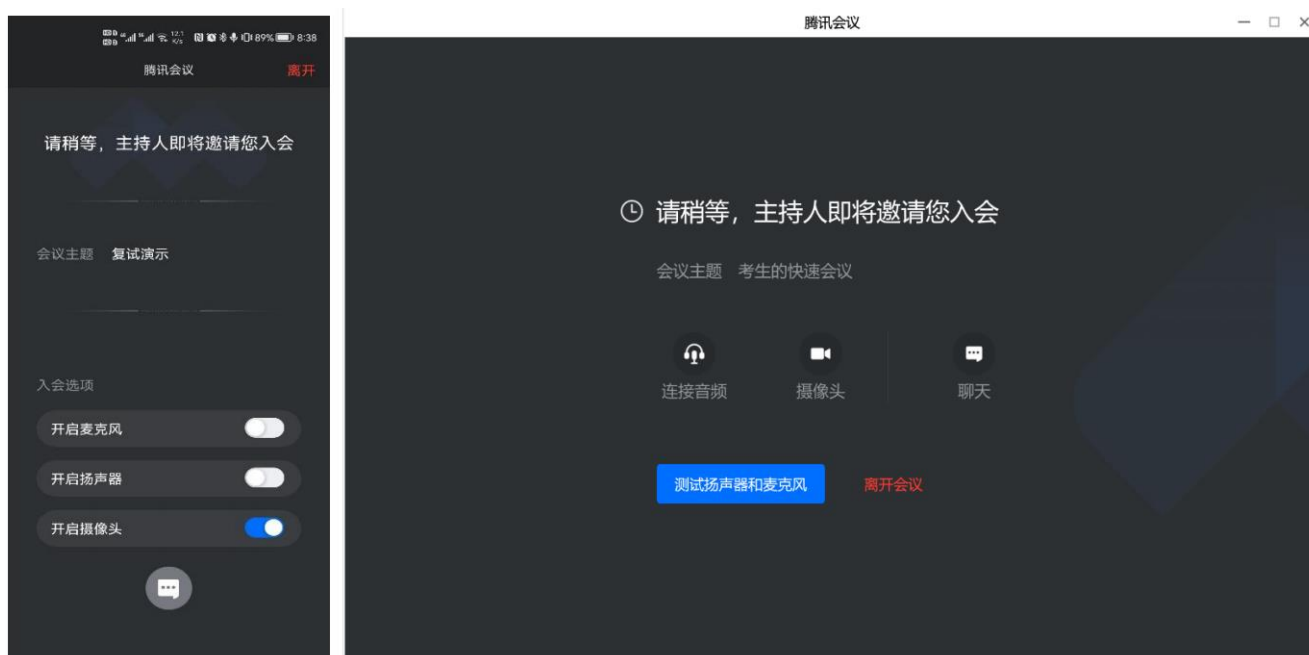 12.1
K/s
89%
8:38
腾讯会议
离开
请稍等，主持人即将邀请您入会
会议主题 复试演示
入会选项
开启麦克风
开启扬声器
开启摄像头
腾讯会议
请稍等，主持人即将邀请您入会
会议主题 考生的快速会议
连接音频 摄像头 聊天
测试扬声器和麦克风 离开会议